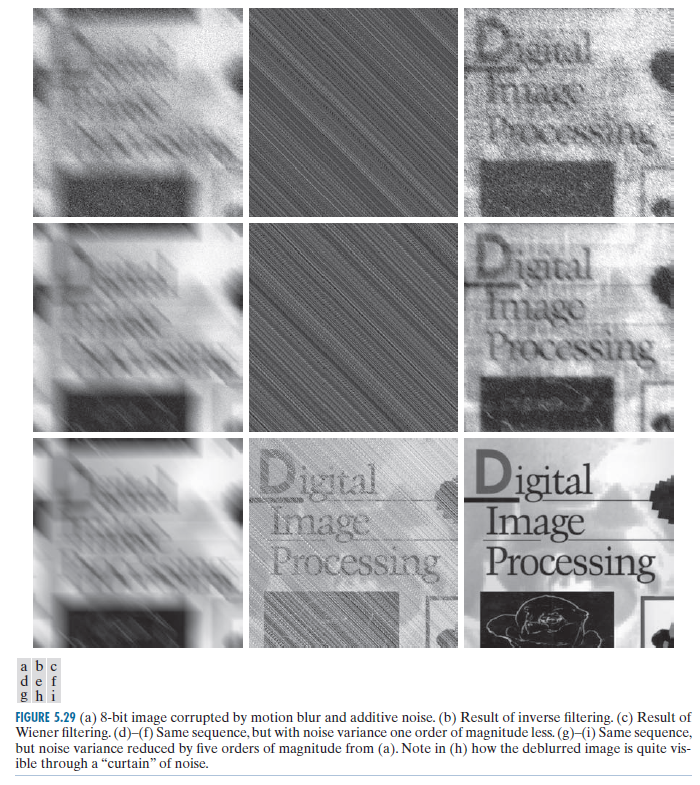 Digital
Image
Processing
Digital
Image
Processing
Digital
Image
Processing
Digital
Image
Processing
a b c
d e f
g h i
FIGURE 5.29 (a) 8-bit image corrupted by motion blur and additive noise. (b) Result of inverse filtering. (c) Result of
Wiener filtering. (d)–(f) Same sequence, but with noise variance one order of magnitude less. (g)–(i) Same sequence,
but noise variance reduced by five orders of magnitude from (a). Note in (h) how the deblurred image is quite vis-
ible through a “curtain” of noise.